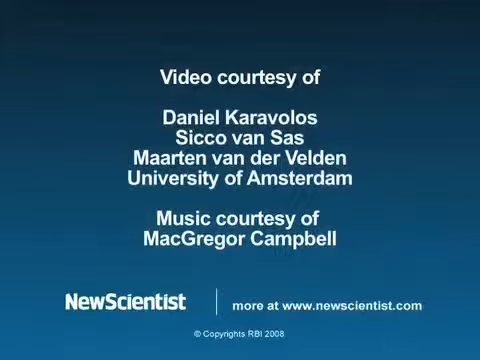 Video courtesy of
Daniel Karavolos
Sicco van Sas
Maarten van der Velden
University of Amsterdam
Music courtesy of
MacGregor Campbell
NewScientist
more at www.newscientist.com
© Copyrights RBI 2008